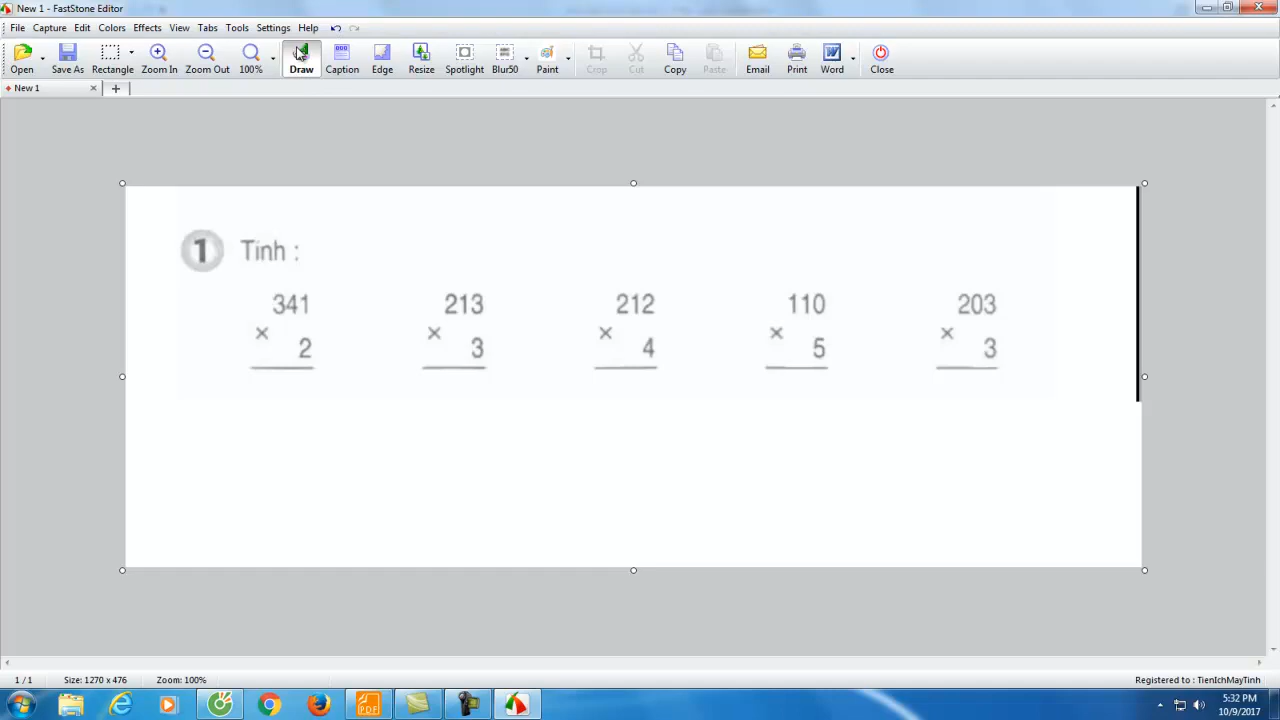 New 1 - FastStone Editor
File Capture Edit Colors Effects View Tabs Tools Settings Help
Open Save As Rectangle Zoom In Zoom Out 100% Draw Caption Edge Resize Spotlight Blur50 Paint Crop Cut Copy Paste Email Print Word Close
New 1
1 Tính :
341 213 212 110 203
× × × × ×
2 3 4 5 3
1 / 1 Size: 1270 x 476 Zoom: 100% Registered to : TienIchMayTinh
5:32 PM
10/9/2017